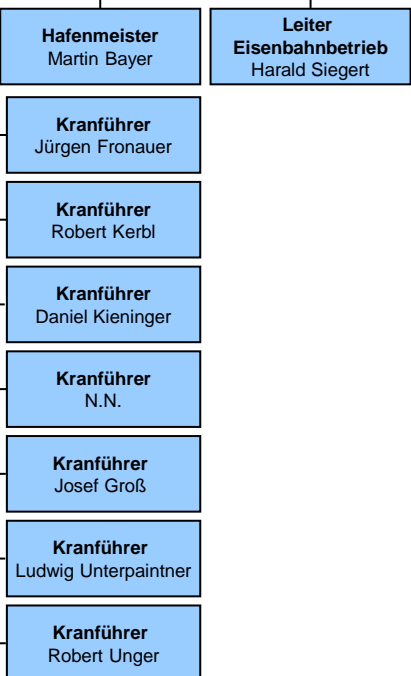 Hafenmeister
Martin Bayer
Leiter
Eisenbahnbetrieb
Harald Siegert
Kranführer
Jürgen Fronauer
Kranführer
Robert Kerbl
Kranführer
Daniel Kieninger
Kranführer
N.N.
Kranführer
Josef Groß
Kranführer
Ludwig Unterpaintner
Kranführer
Robert Unger